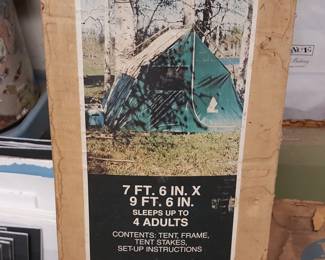 7 FT. 6 IN. X
9 FT. 6 IN.
SLEEPS UP TO
4 ADULTS
CONTENTS: TENT, FRAME,
TENT STAKES,
SET-UP INSTRUCTIONS